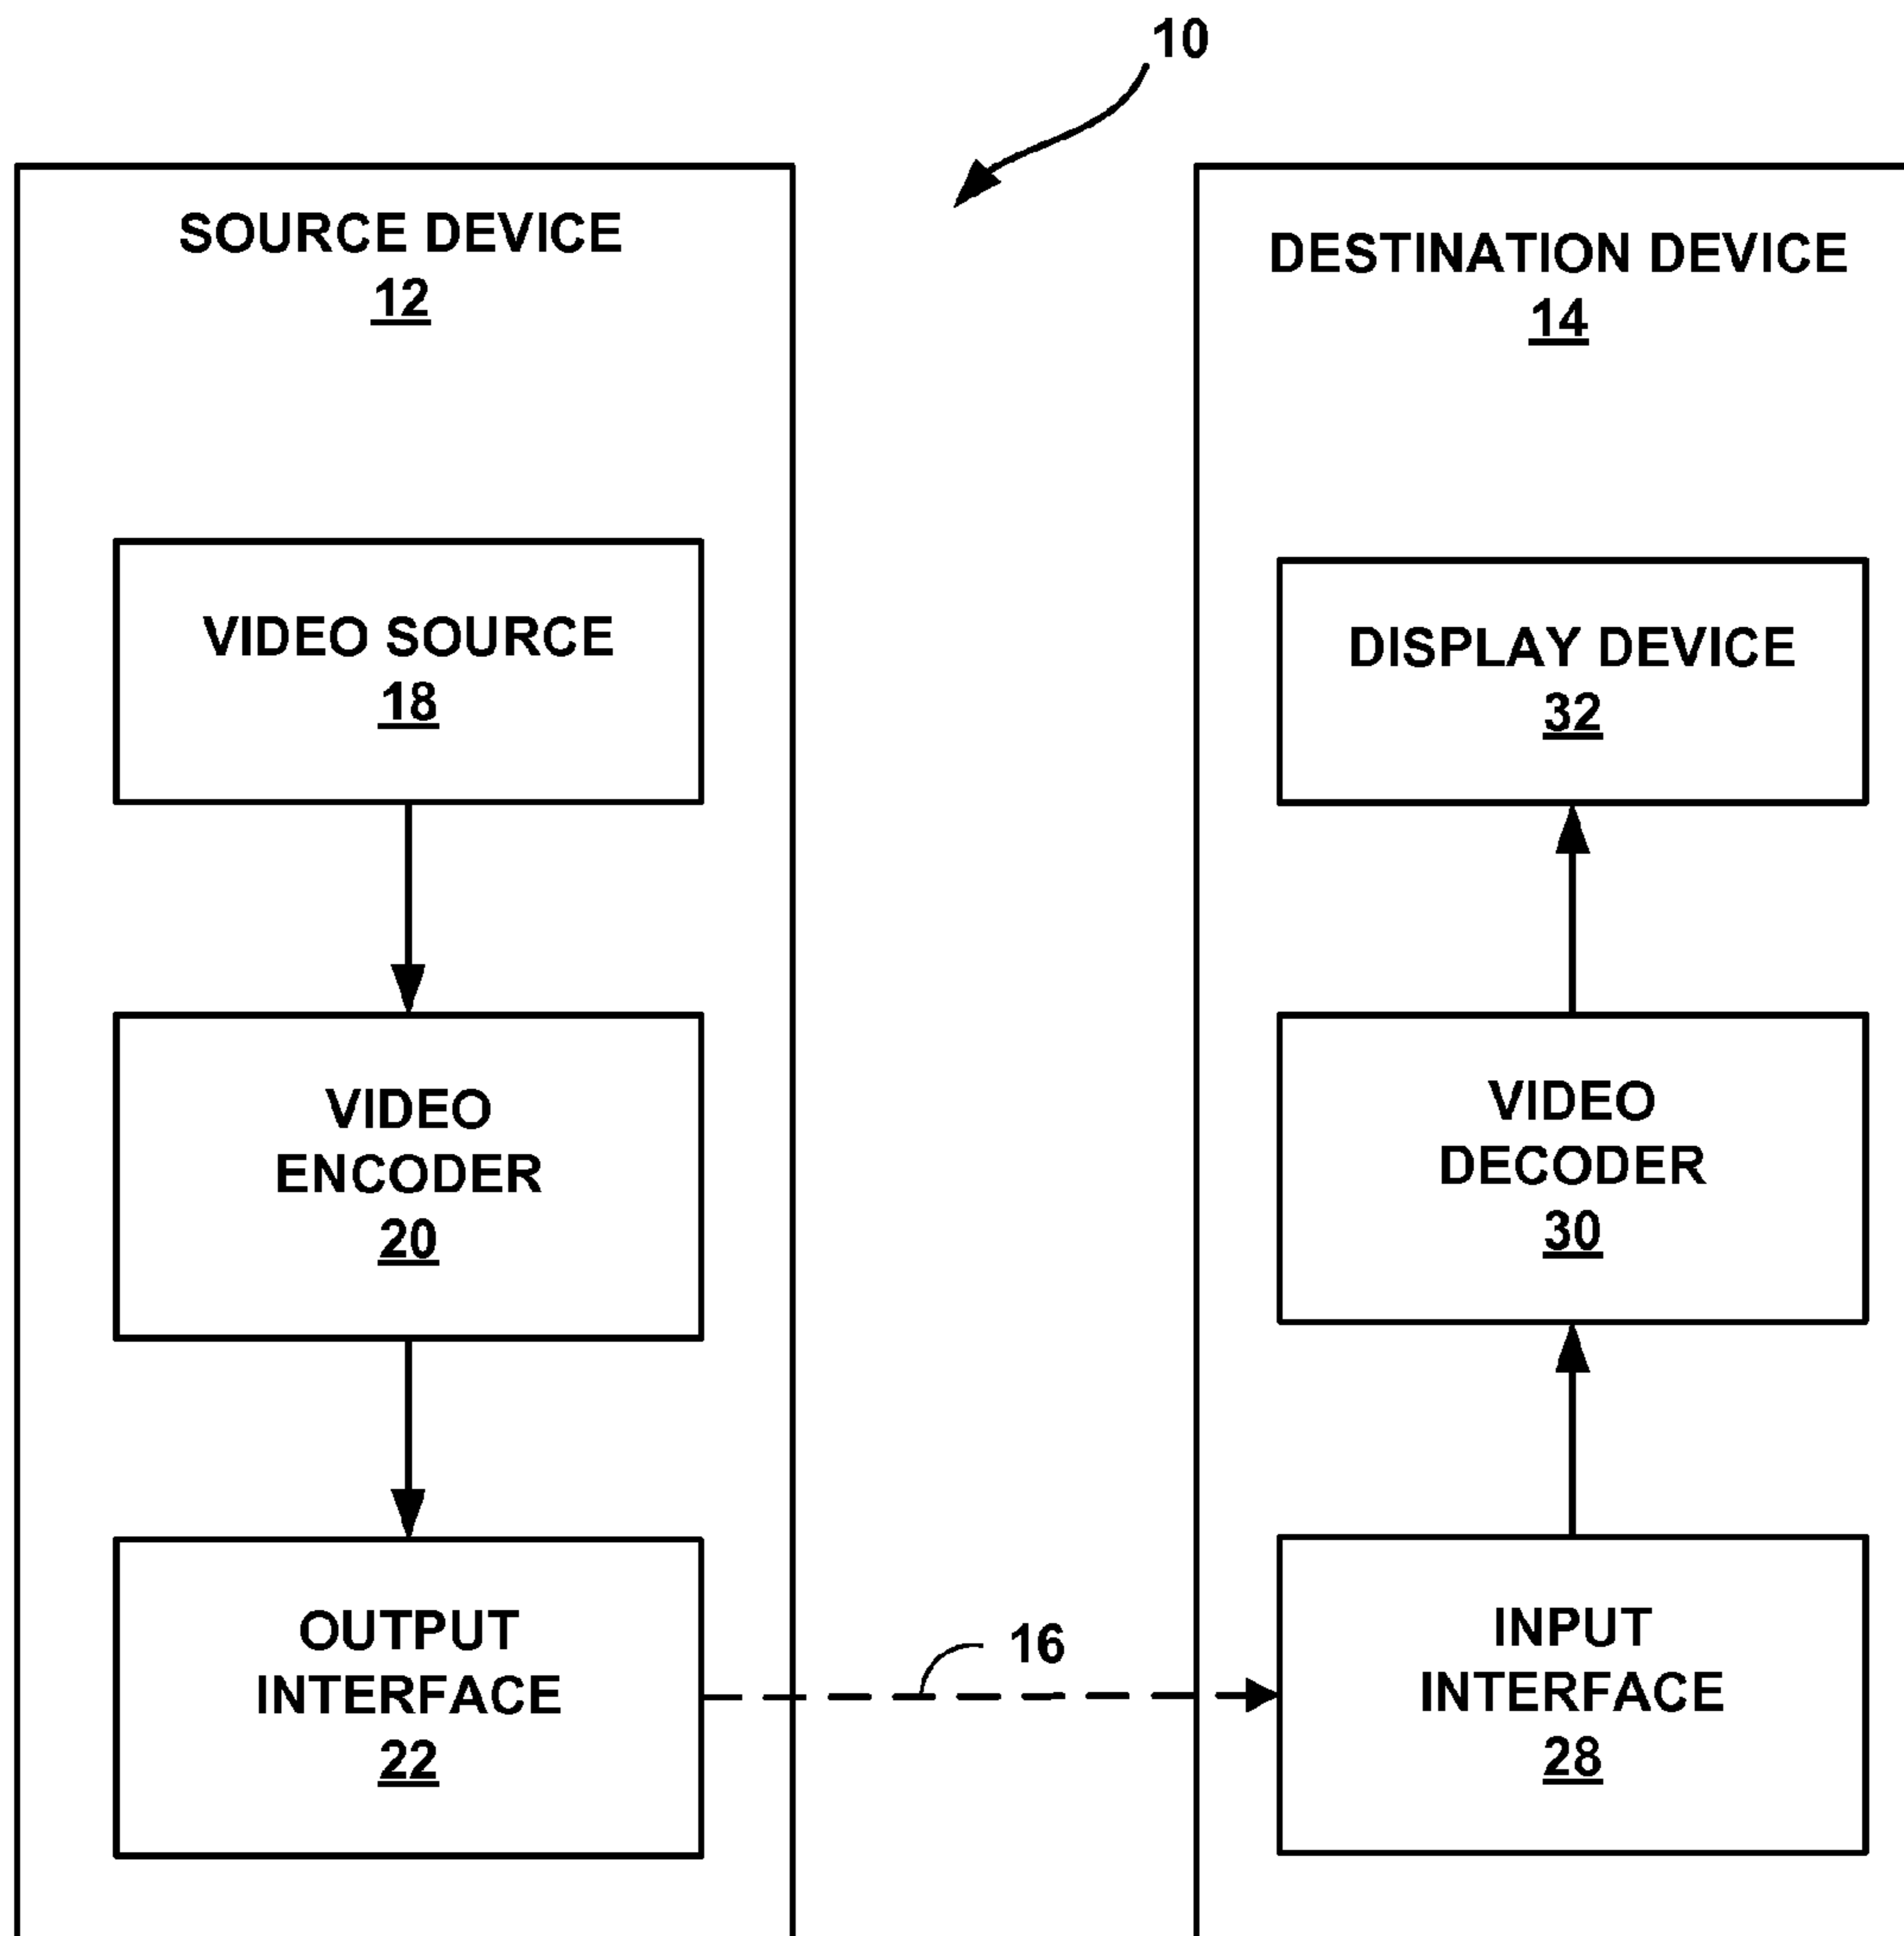 10
SOURCE DEVICE
12
VIDEO SOURCE
18
VIDEO
ENCODER
20
OUTPUT
INTERFACE
22
16
DESTINATION DEVICE
14
DISPLAY DEVICE
32
VIDEO
DECODER
30
INPUT
INTERFACE
28